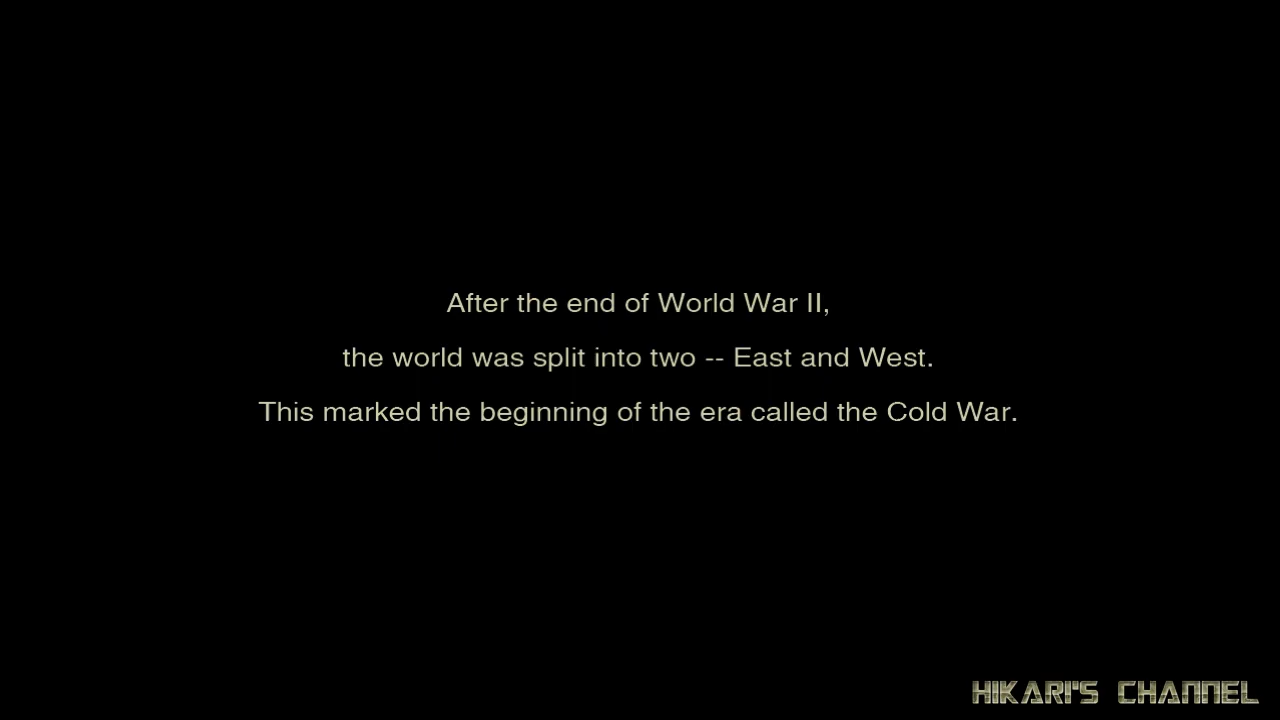 After the end of World War II,
the world was split into two -- East and West.
This marked the beginning of the era called the Cold War.
HIKARI'S CHANNEL